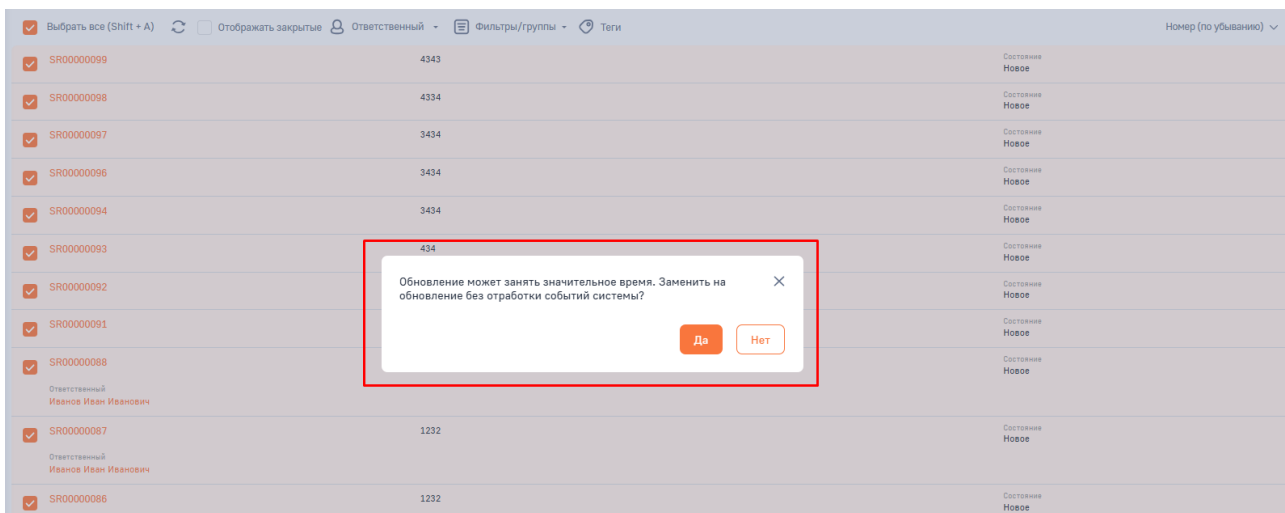 Выбрать все (Shift + A) Отображать закрытые Ответственный Фильтры/группы Теги Номер (по убыванию)
SR00000099 4343 Состояние
Новое
SR00000098 4334 Состояние
Новое
SR00000097 3434 Состояние
Новое
SR00000096 3434 Состояние
Новое
SR00000094 3434 Состояние
Новое
SR00000093 434 Состояние
Новое
SR00000092 Состояние
Новое
SR00000091 Состояние
Новое
Обновление может занять значительное время. Заменить на
обновление без отработки событий системы?
Да Нет
SR00000088 Состояние
Новое
Ответственный
Иванов Иван Иванович
SR00000087 1232 Состояние
Новое
Ответственный
Иванов Иван Иванович
SR00000086 1232 Состояние
Новое